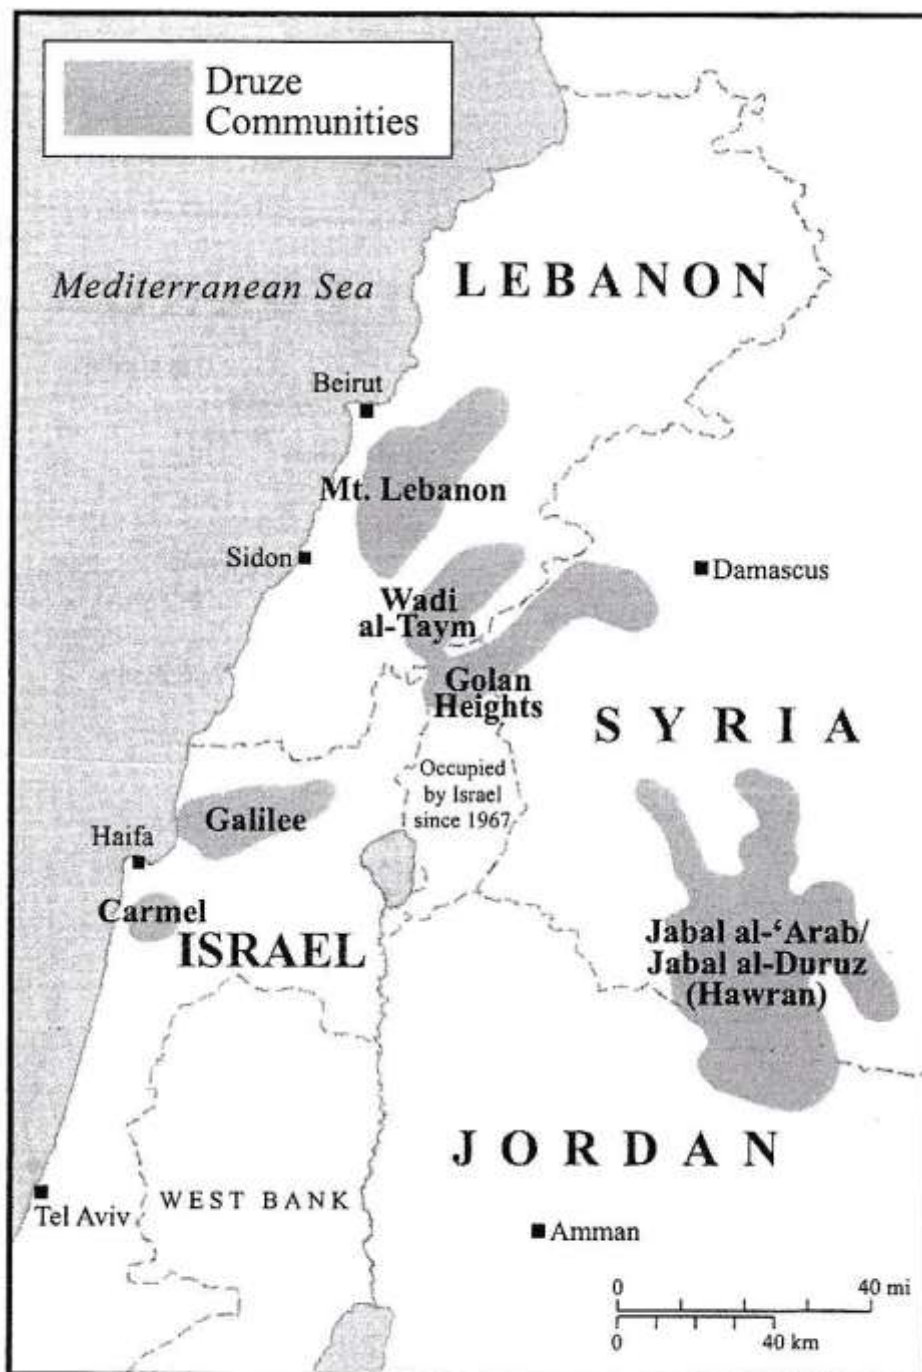 Druze
Communities
Mediterranean Sea
LEBANON
Beirut
Mt. Lebanon
Sidon
Damascus
Wadi
al-Taym
Golan
Heights
SYRIA
Occupied
by Israel
since 1967
Galilee
Haifa
Carmel
ISRAEL
Jabal al-‘Arab/
Jabal al-Duruz
(Hawran)
JORDAN
WEST BANK
Tel Aviv
Amman
0 40 mi
0 40 km